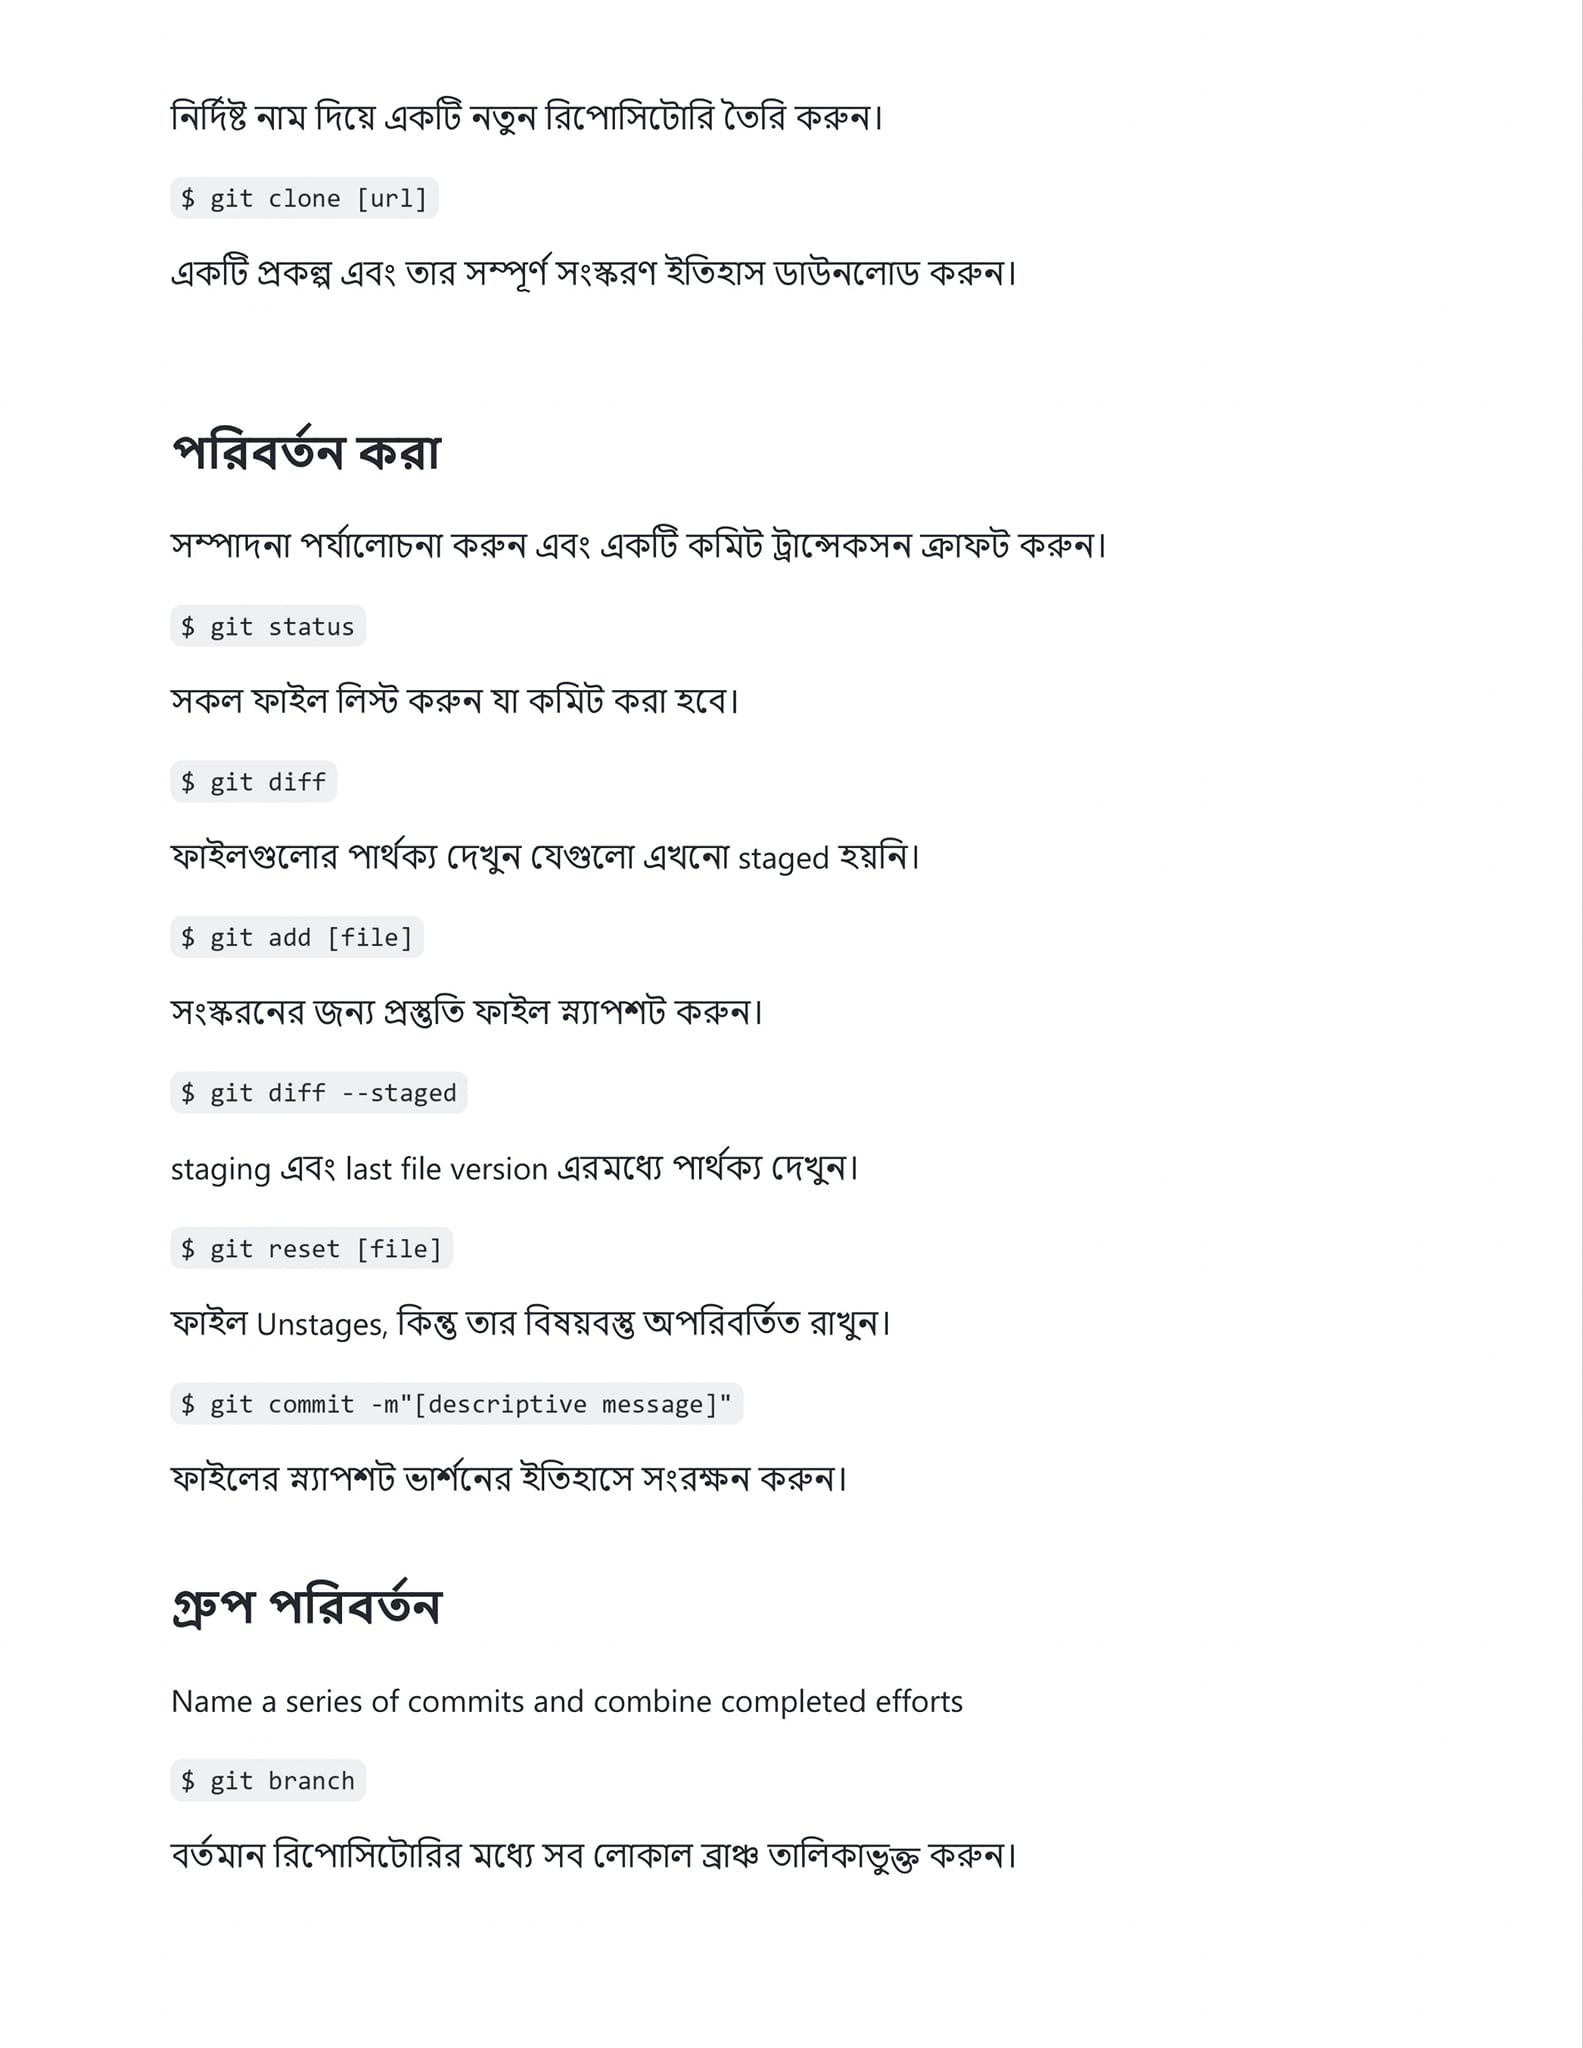 নির্দিষ্ট নাম দিয়ে একটি নতুন রিপোসিটোরি তৈরি করুন।
$ git clone [url]
একটি প্রকল্প এবং তার সম্পূর্ণ সংস্করণ ইতিহাস ডাউনলোড করুন।
পরিবর্তন করা
সম্পাদনা পর্যালোচনা করুন এবং একটি কমিট ট্রান্সেকসন ক্রাফট করুন।
$ git status
সকল ফাইল লিস্ট করুন যা কমিট করা হবে।
$ git diff
ফাইলগুলোর পার্থক্য দেখুন যেগুলো এখনো staged হয়নি।
$ git add [file]
সংস্করনের জন্য প্রস্তুতি ফাইল স্ন্যাপশট করুন।
$ git diff --staged
staging এবং last file version এরমধ্যে পার্থক্য দেখুন।
$ git reset [file]
ফাইল Unstages, কিন্তু তার বিষয়বস্তু অপরিবর্তিত রাখুন।
$ git commit -m"[descriptive message]"
ফাইলের স্ন্যাপশট ভার্শনের ইতিহাসে সংরক্ষন করুন।
গ্রুপ পরিবর্তন
Name a series of commits and combine completed efforts
$ git branch
বর্তমান রিপোসিটোরির মধ্যে সব লোকাল ব্রাঞ্চ তালিকাভুক্ত করুন।